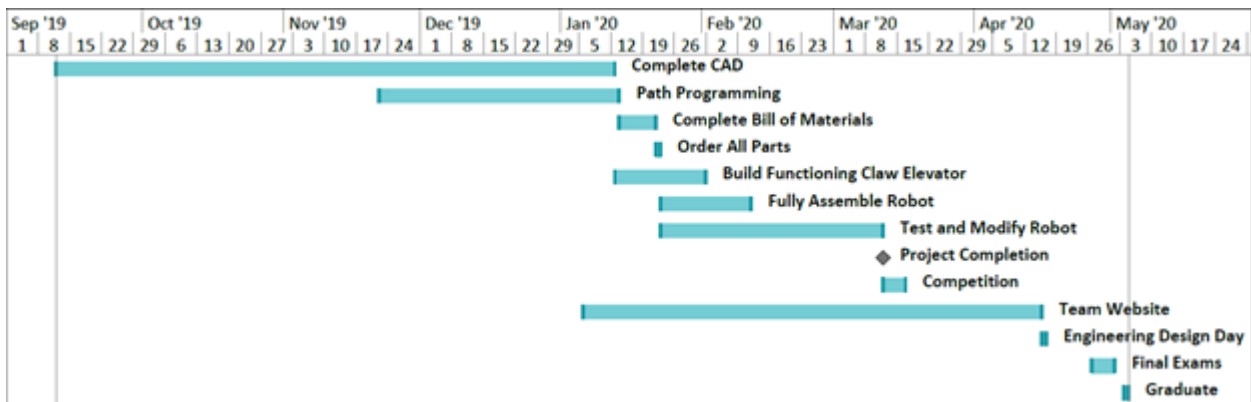 Sep '19 Oct '19 Nov '19 Dec '19 Jan '20 Feb '20 Mar '20 Apr '20 May '20
1 8 15 22 29 6 13 20 27 3 10 17 24 1 8 15 22 29 5 12 19 26 2 9 16 23 1 8 15 22 29 5 12 19 26 3 10 17 24
Complete CAD
Path Programming
Complete Bill of Materials
Order All Parts
Build Functioning Claw Elevator
Fully Assemble Robot
Test and Modify Robot
Project Completion
Competition
Team Website
Engineering Design Day
Final Exams
Graduate